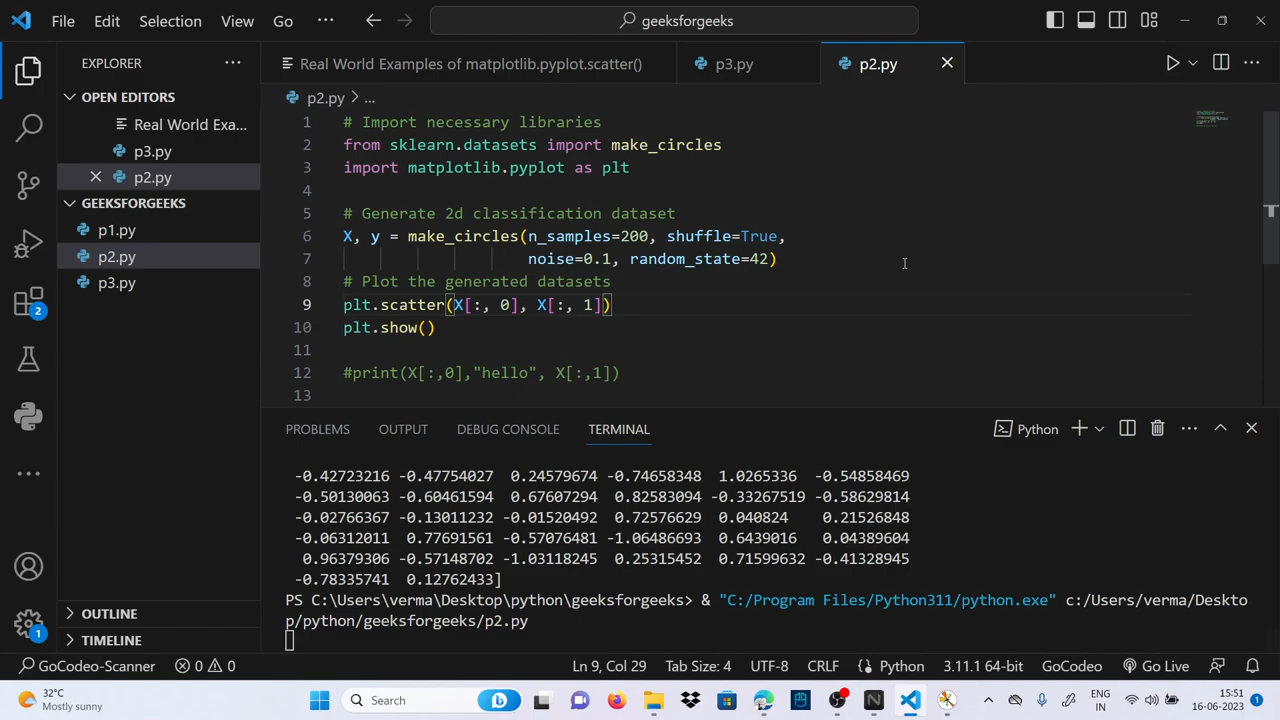 File Edit Selection View Go ··· geeksforgeeks
EXPLORER ···
OPEN EDITORS
Real World Exa...
p3.py
p2.py
GEEKSFORGEEKS
p1.py
p2.py
p3.py
2
1
OUTLINE
TIMELINE
Real World Examples of matplotlib.pyplot.scatter() p3.py p2.py
p2.py > ...
1 # Import necessary libraries
2 from sklearn.datasets import make_circles
3 import matplotlib.pyplot as plt
4
5 # Generate 2d classification dataset
6 X, y = make_circles(n_samples=200, shuffle=True,
7 noise=0.1, random_state=42)
8 # Plot the generated datasets
9 plt.scatter(X[:, 0], X[:, 1])
10 plt.show()
11
12 #print(X[:,0],"hello", X[:,1])
13
PROBLEMS OUTPUT DEBUG CONSOLE TERMINAL Python
-0.42723216 -0.47754027 0.24579674 -0.74658348 1.0265336 -0.54858469
-0.50130063 -0.60461594 0.67607294 0.82583094 -0.33267519 -0.58629814
-0.02766367 -0.13011232 -0.01520492 0.72576629 0.040824 0.21526848
-0.06312011 0.77691561 -0.57076481 -1.06486693 0.6439016 0.04389604
0.96379306 -0.57148702 -1.03118245 0.25315452 0.71599632 -0.41328945
-0.78335741 0.12762433]
PS C:\Users\verma\Desktop\python\geeksforgeeks> & "C:/Program Files/Python311/python.exe" c:/Users/verma/Deskto
p/python/geeksforgeeks/p2.py
GoCodeo-Scanner 0 0 Ln 9, Col 29 Tab Size: 4 UTF-8 CRLF Python 3.11.1 64-bit GoCodeo Go Live
32°C
Mostly sunny
Search
ENG
IN
15:51
16-06-2023
1